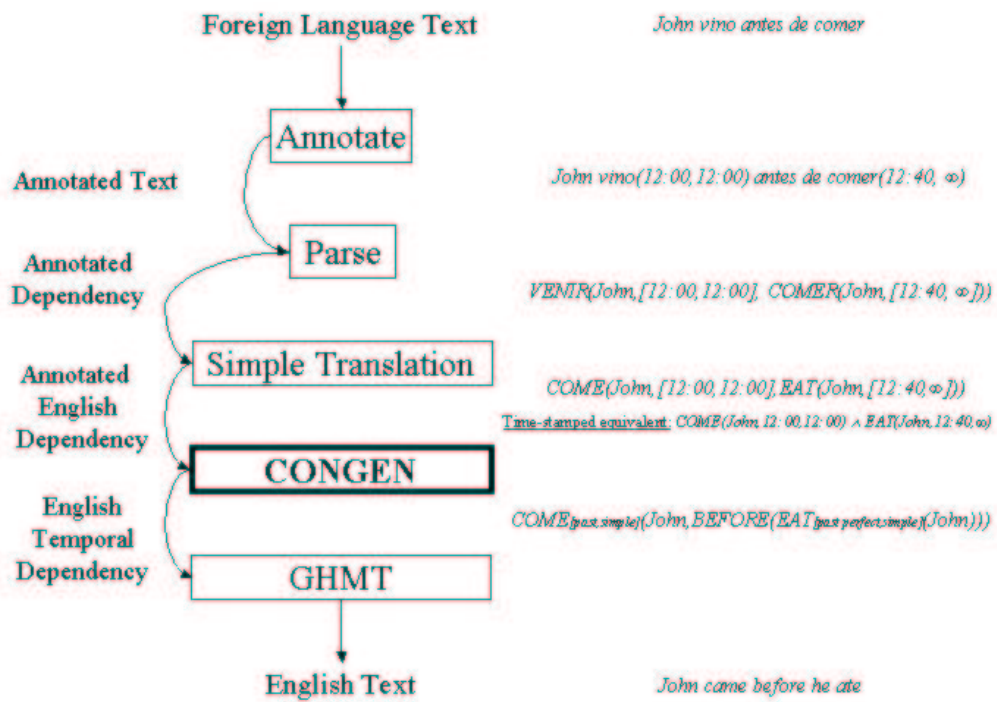 Foreign Language Text
John vino antes de comer
Annotate
Annotated Text
John vino(12:00,12:00) antes de comer(12:40, ∞)
Parse
Annotated
Dependency
VENIR(John,[12:00,12:00], COMER(John,[12:40, ∞]))
Simple Translation
Annotated
English
Dependency
COME(John,[12:00,12:00],EAT(John,[12:40,∞]))
Time-stamped equivalent: COME(John,12:00,12:00) ∧ EAT(John,12:40,∞)
CONGEN
English
Temporal
Dependency
COME[past,simple](John,BEFORE(EAT[past perfect,simple](John)))
GHMT
English Text
John came before he ate